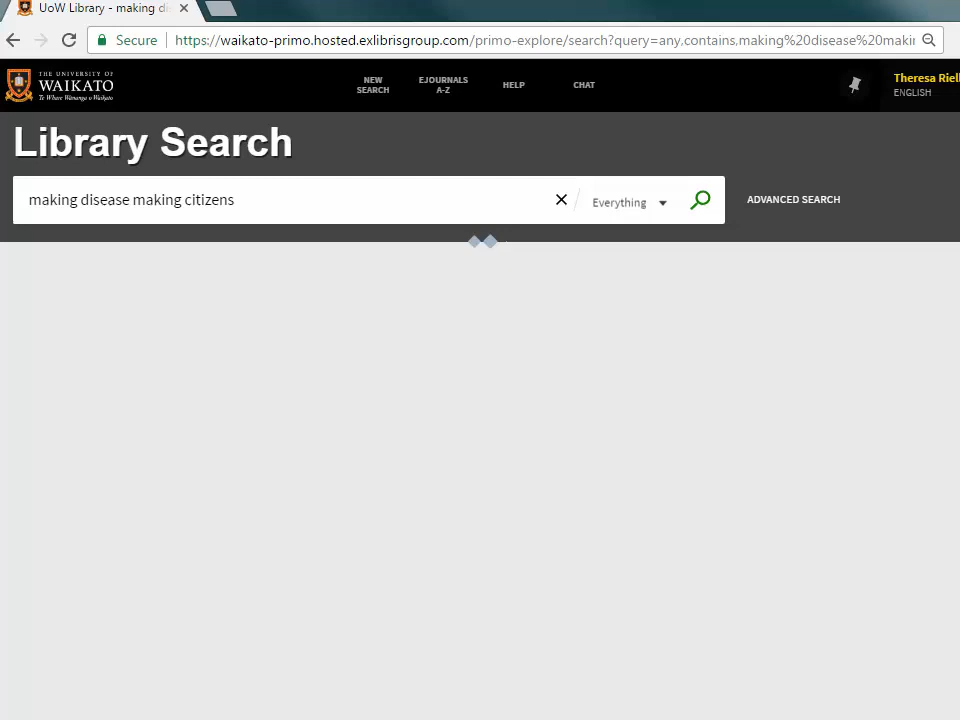 UoW Library - making di
Secure
https://waikato-primo.hosted.exlibrisgroup.com/primo-explore/search?query=any,contains,making%20disease%20makin
THE UNIVERSITY OF
WAIKATO
Te Whare Wānanga o Waikato
NEW
SEARCH
EJOURNALS
A-Z
HELP
CHAT
Theresa Riell
ENGLISH
Library Search
making disease making citizens
Everything
ADVANCED SEARCH